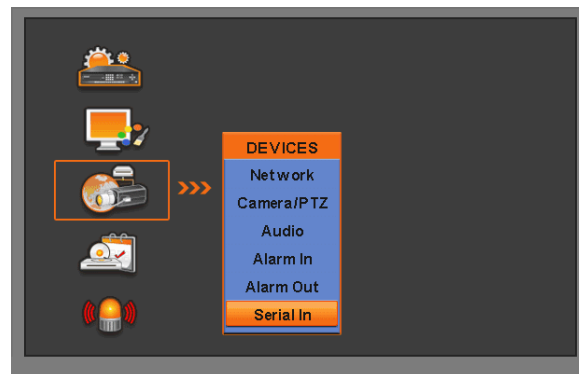 DEVICES
Network
Camera/PTZ
Audio
Alarm In
Alarm Out
Serial In